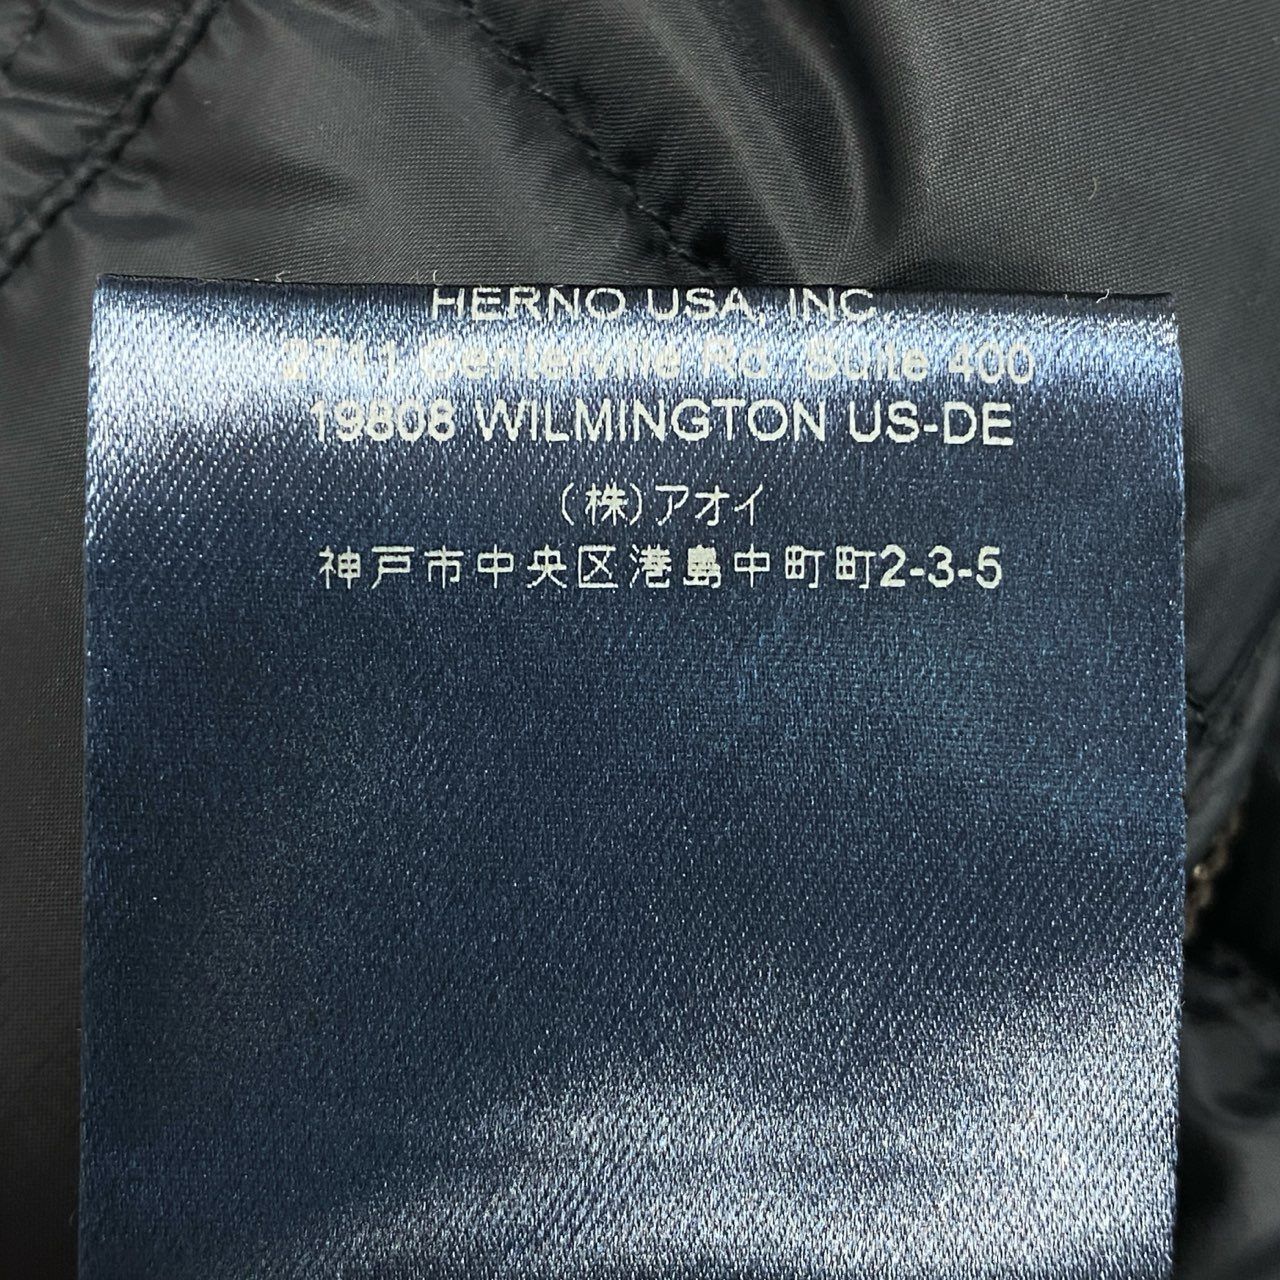 HERNO USA, INC.
2711 Centerville Rd. Suite 400
19808 WILMINGTON US-DE
(株)アオイ
神戸市中央区港島中町町2-3-5